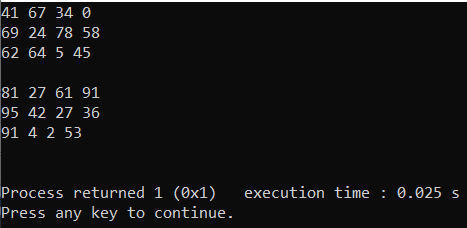 41 67 34 0
69 24 78 58
62 64 5 45
81 27 61 91
95 42 27 36
91 4 2 53
Process returned 1 (0x1)   execution time : 0.025 s
Press any key to continue.